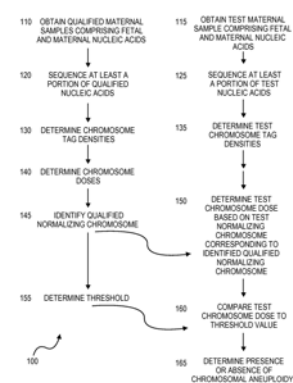 110 OBTAIN QUALIFIED MATERNAL
SAMPLES COMPRISING FETAL
AND MATERNAL NUCLEIC ACIDS
120 SEQUENCE AT LEAST A
PORTION OF QUALIFIED
NUCLEIC ACIDS
130 DETERMINE CHROMOSOME
TAG DENSITIES
140 DETERMINE CHROMOSOME
DOSES
145 IDENTIFY QUALIFIED
NORMALIZING CHROMOSOME
155 DETERMINE THRESHOLD
100
115 OBTAIN TEST MATERNAL
SAMPLE COMPRISING FETAL
AND MATERNAL NUCLEIC
ACIDS
125 SEQUENCE AT LEAST
A PORTION OF TEST
NUCLEIC ACIDS
135 DETERMINE TEST
CHROMOSOME TAG
DENSITIES
150 DETERMINE TEST
CHROMOSOME DOSE
BASED ON TEST
NORMALIZING
CHROMOSOME
CORRESPONDING TO
IDENTIFIED QUALIFIED
NORMALIZING
CHROMOSOME
160 COMPARE TEST
CHROMOSOME DOSE TO
THRESHOLD VALUE
165 DETERMINE PRESENCE
OR ABSENCE OF
CHROMOSOMAL ANEUPLOIDY